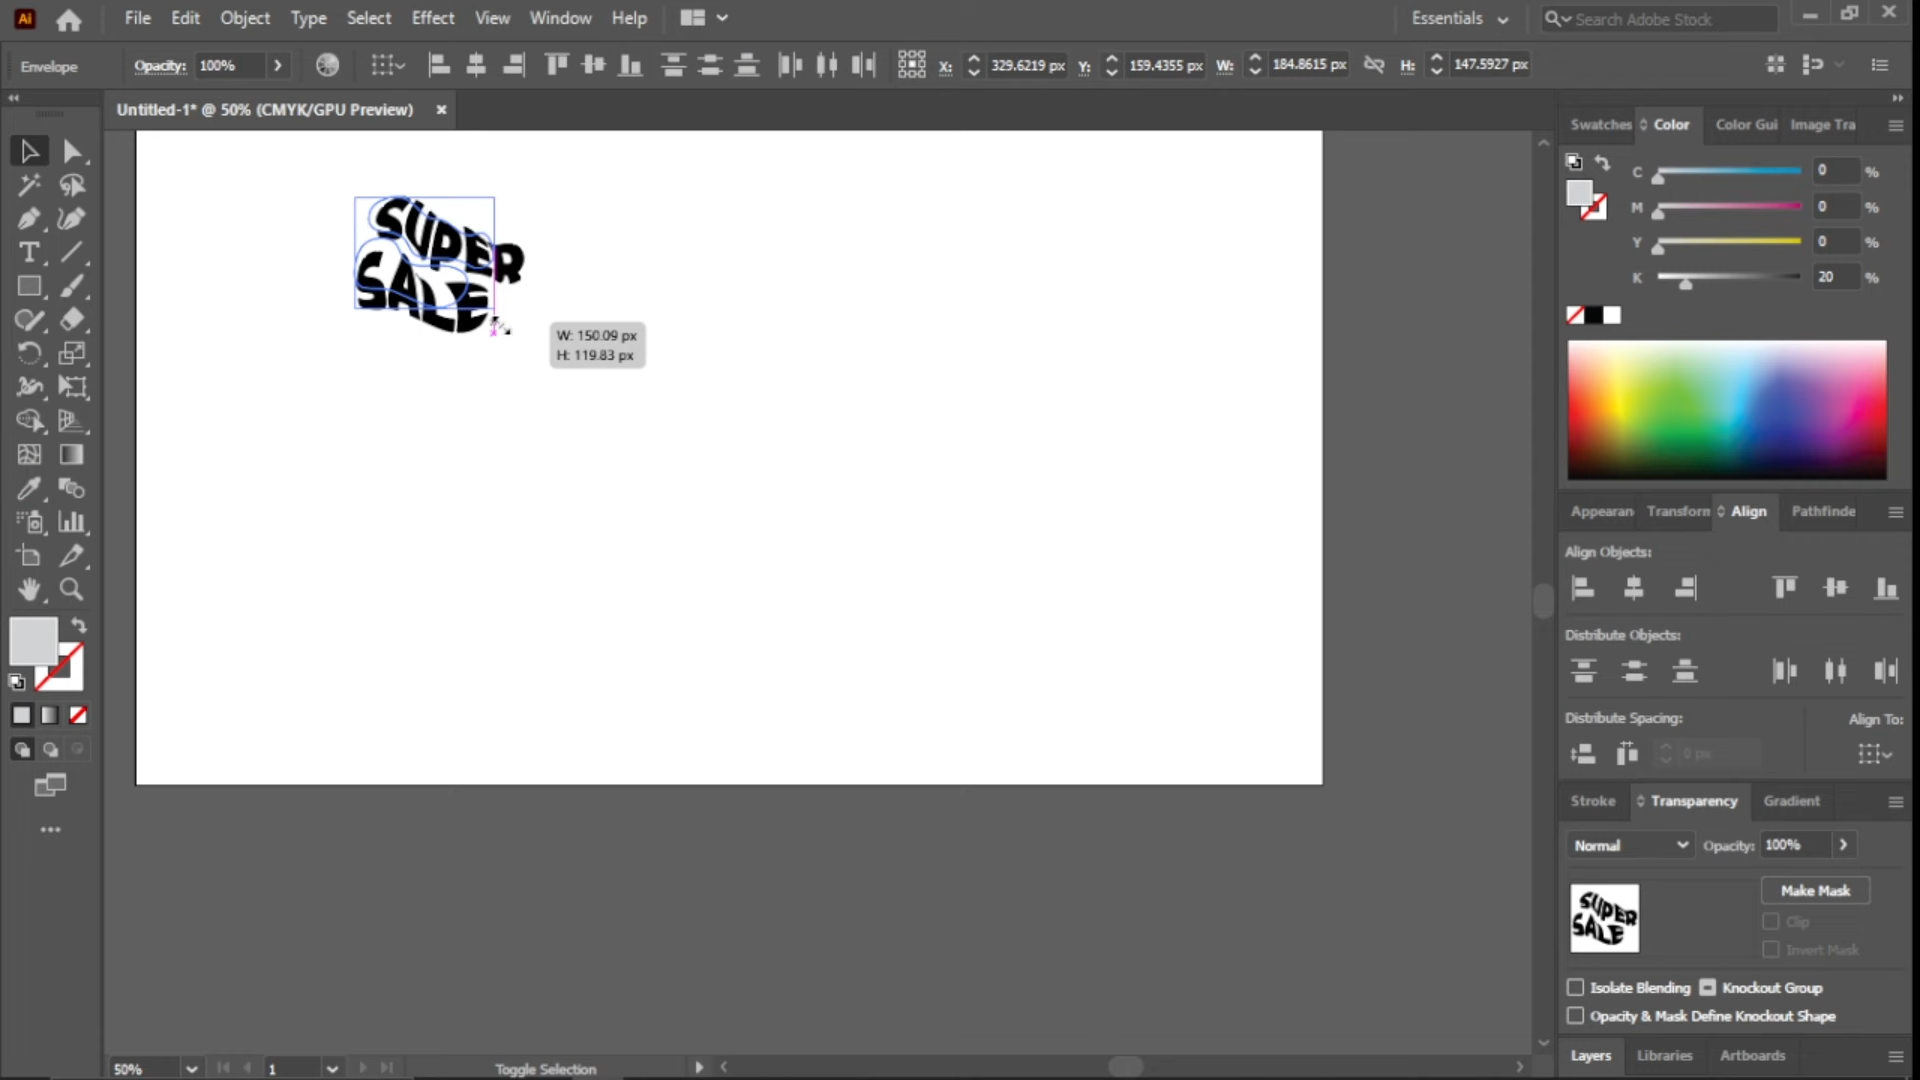 Ai File Edit Object Type Select Effect View Window Help Essentials Search Adobe Stock
Envelope Opacity: 100% X: 329.6219 px Y: 159.4355 px W: 184.8615 px H: 147.5927 px
Untitled-1* @ 50% (CMYK/GPU Preview)
SUPER
SALE
W: 150.09 px
H: 119.83 px
Swatches Color Color Gui Image Tra
C 0 %
M 0 %
Y 0 %
K 20 %
Appearan Transform Align Pathfinde
Align Objects:
Distribute Objects:
Distribute Spacing: Align To:
0 px
Stroke Transparency Gradient
Normal Opacity: 100%
SUPER
SALE
Make Mask
Clip
Invert Mask
Isolate Blending Knockout Group
Opacity & Mask Define Knockout Shape
Layers Libraries Artboards
50% 1 Toggle Selection